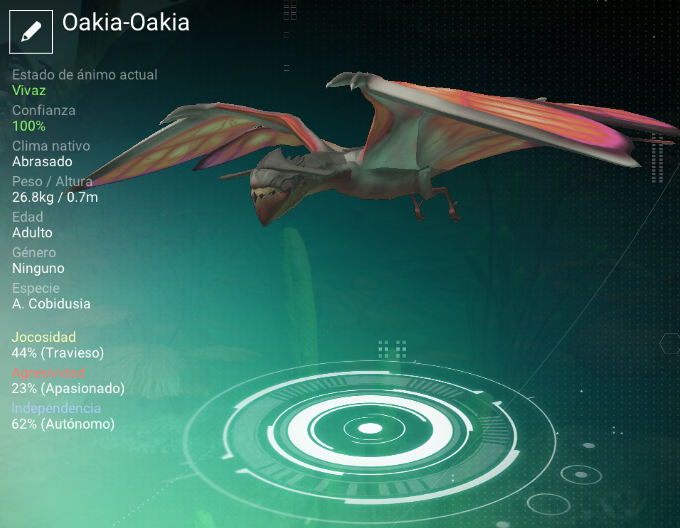 Oakia-Oakia
Estado de ánimo actual
Vivaz
Confianza
100%
Clima nativo
Abrasado
Peso / Altura
26.8kg / 0.7m
Edad
Adulto
Género
Ninguno
Especie
A. Cobidusia
Jocosidad
44% (Travieso)
Agresividad
23% (Apasionado)
Independencia
62% (Autónomo)